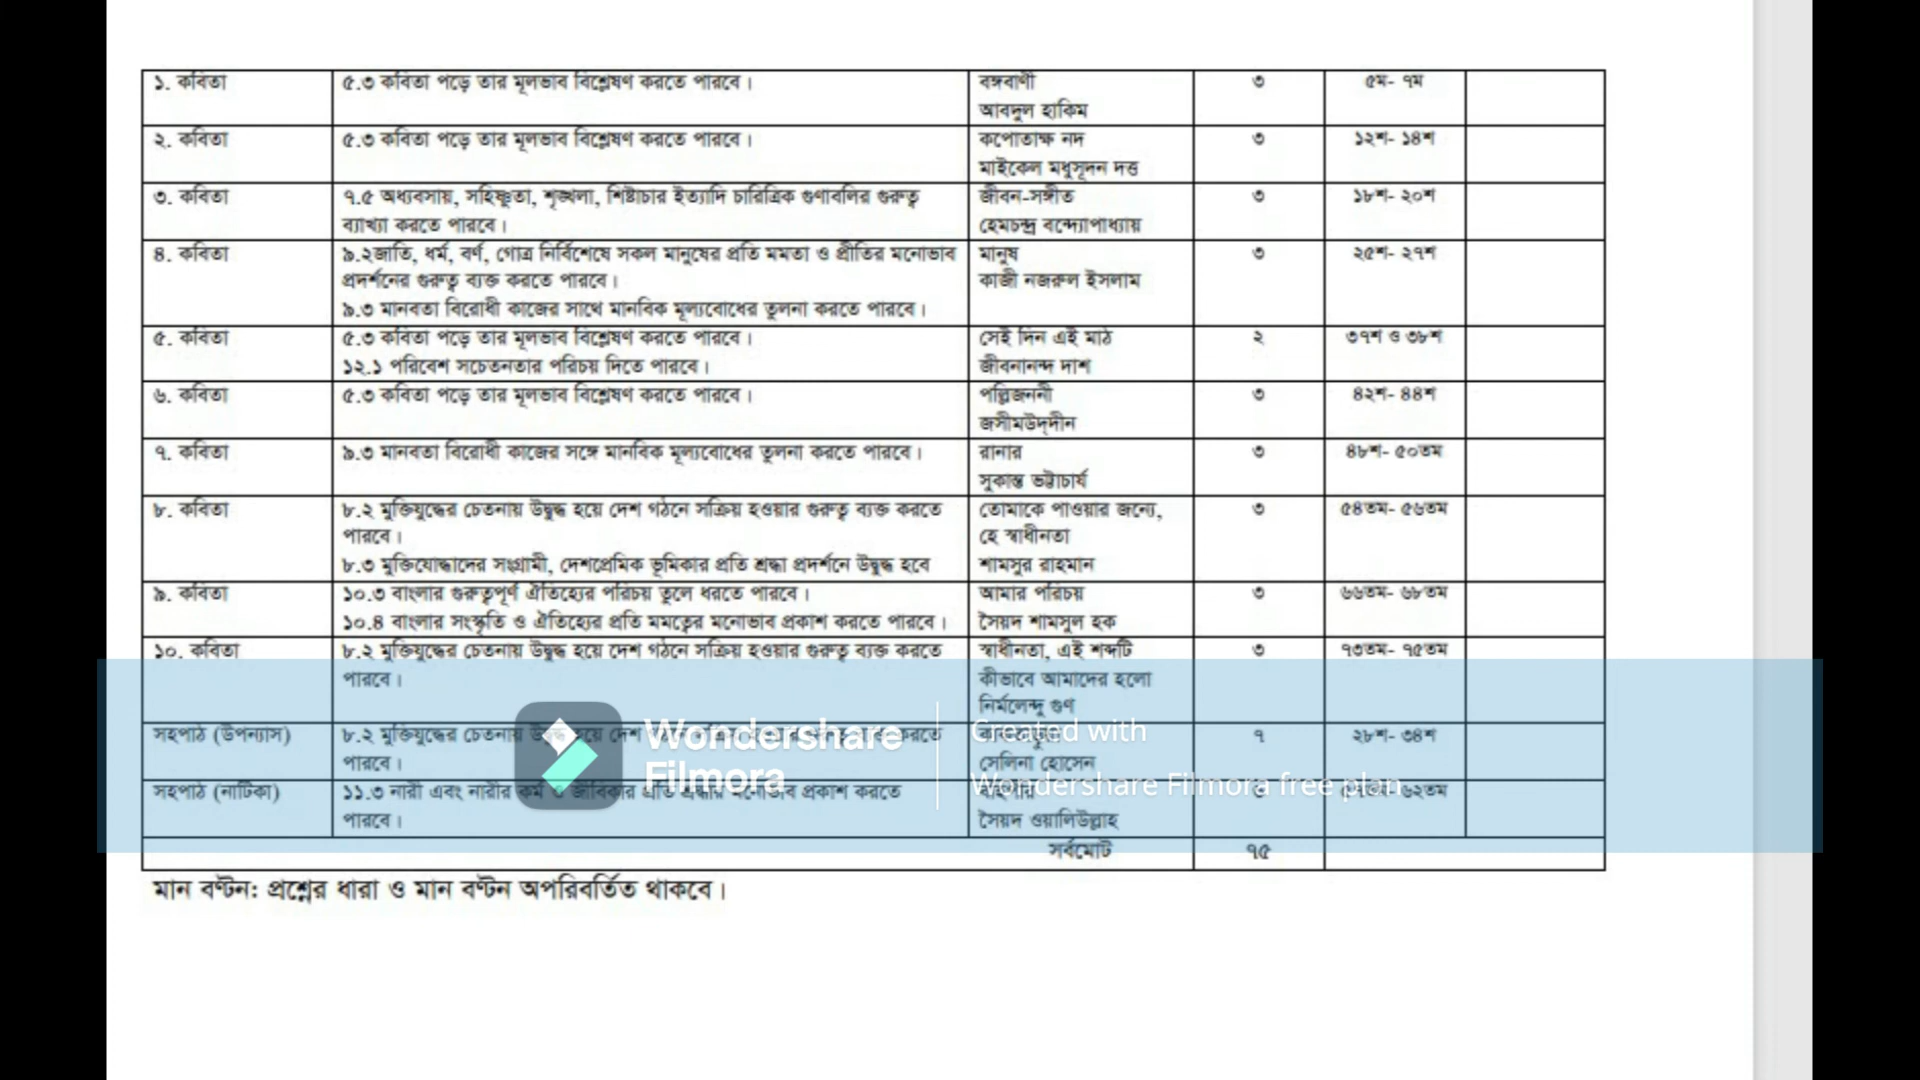 ১. কবিতা ৫.৩ কবিতা পড়ে তার মূলভাব বিশ্লেষণ করতে পারবে। বঙ্গবাণী ৩ ৫ম- ৭ম
আবদুল হাকিম
২. কবিতা ৫.৩ কবিতা পড়ে তার মূলভাব বিশ্লেষণ করতে পারবে। কপোতাক্ষ নদ ৩ ১২শ- ১৪শ
মাইকেল মধুসূদন দত্ত
৩. কবিতা ৭.৫ অধ্যবসায়, সহিষ্ণুতা, শৃঙ্খলা, শিষ্টাচার ইত্যাদি চারিত্রিক গুণাবলির গুরুত্ব জীবন-সঙ্গীত ৩ ১৮শ- ২০শ
ব্যাখ্যা করতে পারবে। হেমচন্দ্র বন্দ্যোপাধ্যায়
৪. কবিতা ৯.২জাতি, ধর্ম, বর্ণ, গোত্র নির্বিশেষে সকল মানুষের প্রতি মমতা ও প্রীতির মনোভাব মানুষ ৩ ২৫শ- ২৭শ
প্রদর্শনের গুরুত্ব ব্যক্ত করতে পারবে। কাজী নজরুল ইসলাম
৯.৩ মানবতা বিরোধী কাজের সাথে মানবিক মূল্যবোধের তুলনা করতে পারবে।
৫. কবিতা ৫.৩ কবিতা পড়ে তার মূলভাব বিশ্লেষণ করতে পারবে। সেই দিন এই মাঠ ২ ৩৭শ ও ৩৮শ
১২.১ পরিবেশ সচেতনতার পরিচয় দিতে পারবে। জীবনানন্দ দাশ
৬. কবিতা ৫.৩ কবিতা পড়ে তার মূলভাব বিশ্লেষণ করতে পারবে। পল্লিজননী ৩ ৪২শ- ৪৪শ
জসীমউদ্‌দীন
৭. কবিতা ৯.৩ মানবতা বিরোধী কাজের সঙ্গে মানবিক মূল্যবোধের তুলনা করতে পারবে। রানার ৩ ৪৮শ- ৫০তম
সুকান্ত ভট্টাচার্য
৮. কবিতা ৮.২ মুক্তিযুদ্ধের চেতনায় উদ্বুদ্ধ হয়ে দেশ গঠনে সক্রিয় হওয়ার গুরুত্ব ব্যক্ত করতে তোমাকে পাওয়ার জন্যে, ৩ ৫৪তম- ৫৬তম
পারবে। হে স্বাধীনতা
৮.৩ মুক্তিযোদ্ধাদের সংগ্রামী, দেশপ্রেমিক ভূমিকার প্রতি শ্রদ্ধা প্রদর্শনে উদ্বুদ্ধ হবে শামসুর রাহমান
৯. কবিতা ১০.৩ বাংলার গুরুত্বপূর্ণ ঐতিহ্যের পরিচয় তুলে ধরতে পারবে। আমার পরিচয় ৩ ৬৬তম- ৬৮তম
১০.৪ বাংলার সংস্কৃতি ও ঐতিহ্যের প্রতি মমত্বের মনোভাব প্রকাশ করতে পারবে। সৈয়দ শামসুল হক
১০. কবিতা ৮.২ মুক্তিযুদ্ধের চেতনায় উদ্বুদ্ধ হয়ে দেশ গঠনে সক্রিয় হওয়ার গুরুত্ব ব্যক্ত করতে স্বাধীনতা, এই শব্দটি ৩ ৭৩তম- ৭৫তম
পারবে। কীভাবে আমাদের হলো
নির্মলেন্দু গুণ
সহপাঠ (উপন্যাস) ৮.২ মুক্তিযুদ্ধের চেতনায় উদ্বুদ্ধ হয়ে দেশ গঠনে করতে ৭ ২৮শ- ৩৪শ
পারবে। সেলিনা হোসেন
সহপাঠ (নাটিকা) ১১.৩ নারী এবং নারীর কর্ম ও জীবিকার প্রতি মনোভাব প্রকাশ করতে ৬২তম
পারবে। সৈয়দ ওয়ালিউল্লাহ
Wondershare
Filmora
Created with
Wondershare Filmora free plan
সর্বমোট ৭৫
মান বণ্টন: প্রশ্নের ধারা ও মান বণ্টন অপরিবর্তিত থাকবে।